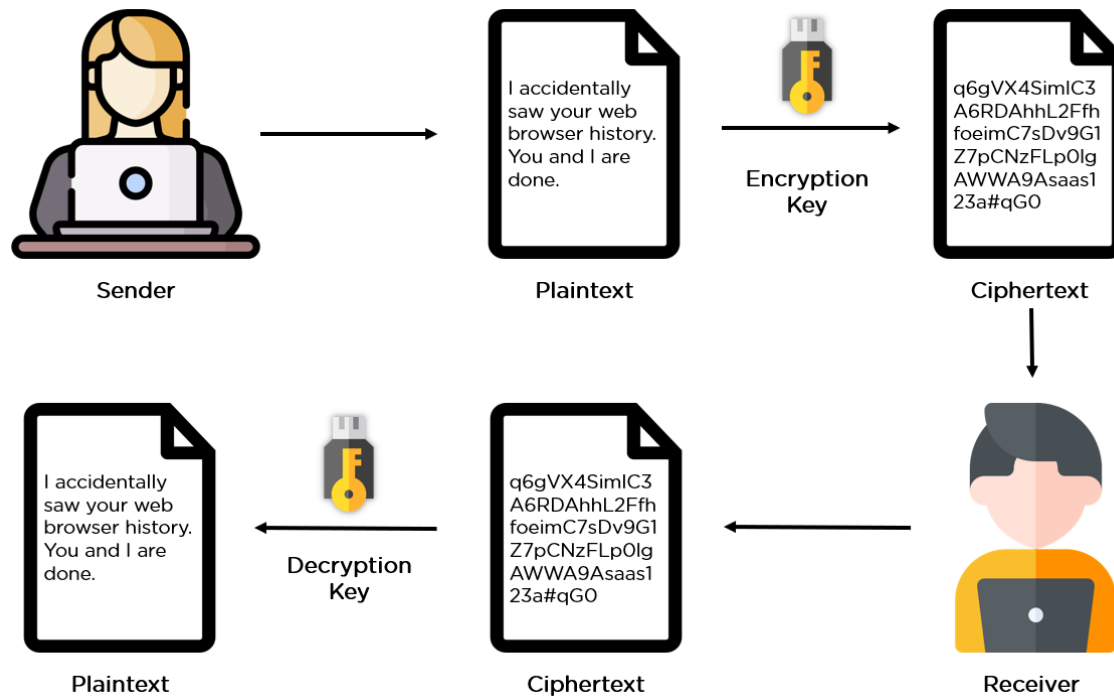 I accidentally
saw your web
browser history.
You and I are
done.
Encryption
Key
q6gVX4SimIC3
A6RDAhhL2Ffh
foeimC7sDv9G1
Z7pCNzFLp0Ig
AWWA9Asaas1
23a#qG0
Sender
Plaintext
Ciphertext
I accidentally
saw your web
browser history.
You and I are
done.
Decryption
Key
q6gVX4SimIC3
A6RDAhhL2Ffh
foeimC7sDv9G1
Z7pCNzFLp0Ig
AWWA9Asaas1
23a#qG0
Plaintext
Ciphertext
Receiver